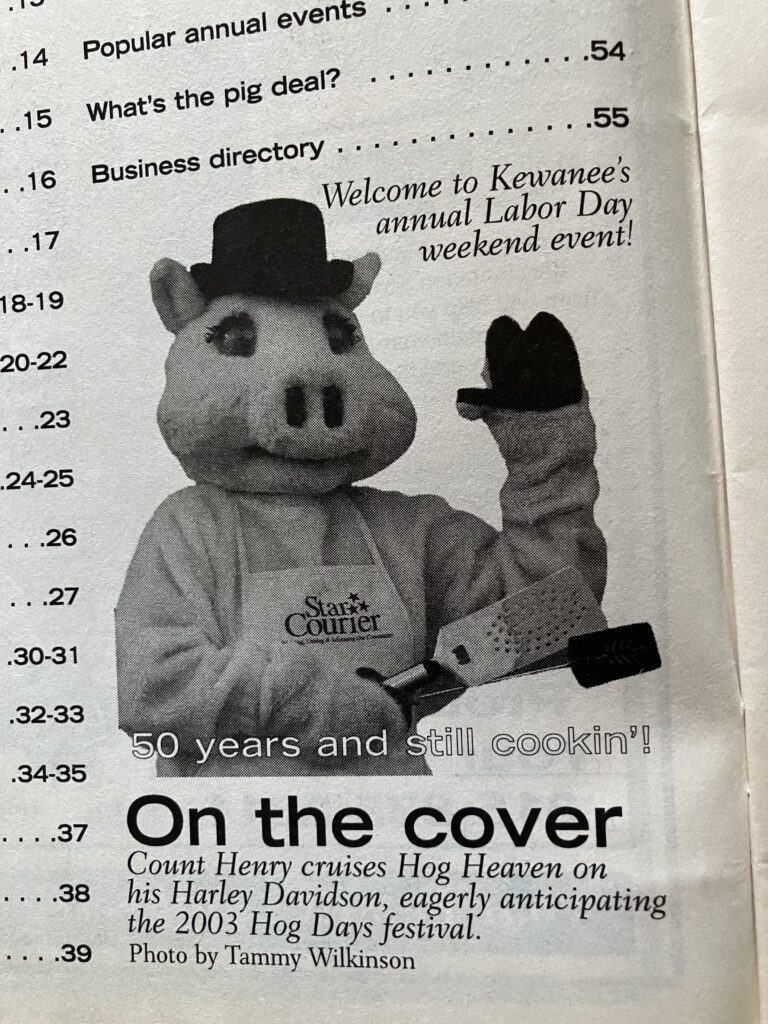 .14
.15
. .16
. .17
18-19
20-22
. . .23
.24-25
. . .26
. . .27
.30-31
.32-33
.34-35
. . . .37
. . . .38
. . . .39
Popular annual events . . .
What's the pig deal? . . . . . . . . . . . .54
Business directory . . . . . . . . . . . . . .55
Welcome to Kewanee's
annual Labor Day
weekend event!
Star
Courier
50 years and still cookin'!
On the cover
Count Henry cruises Hog Heaven on
his Harley Davidson, eagerly anticipating
the 2003 Hog Days festival.
Photo by Tammy Wilkinson